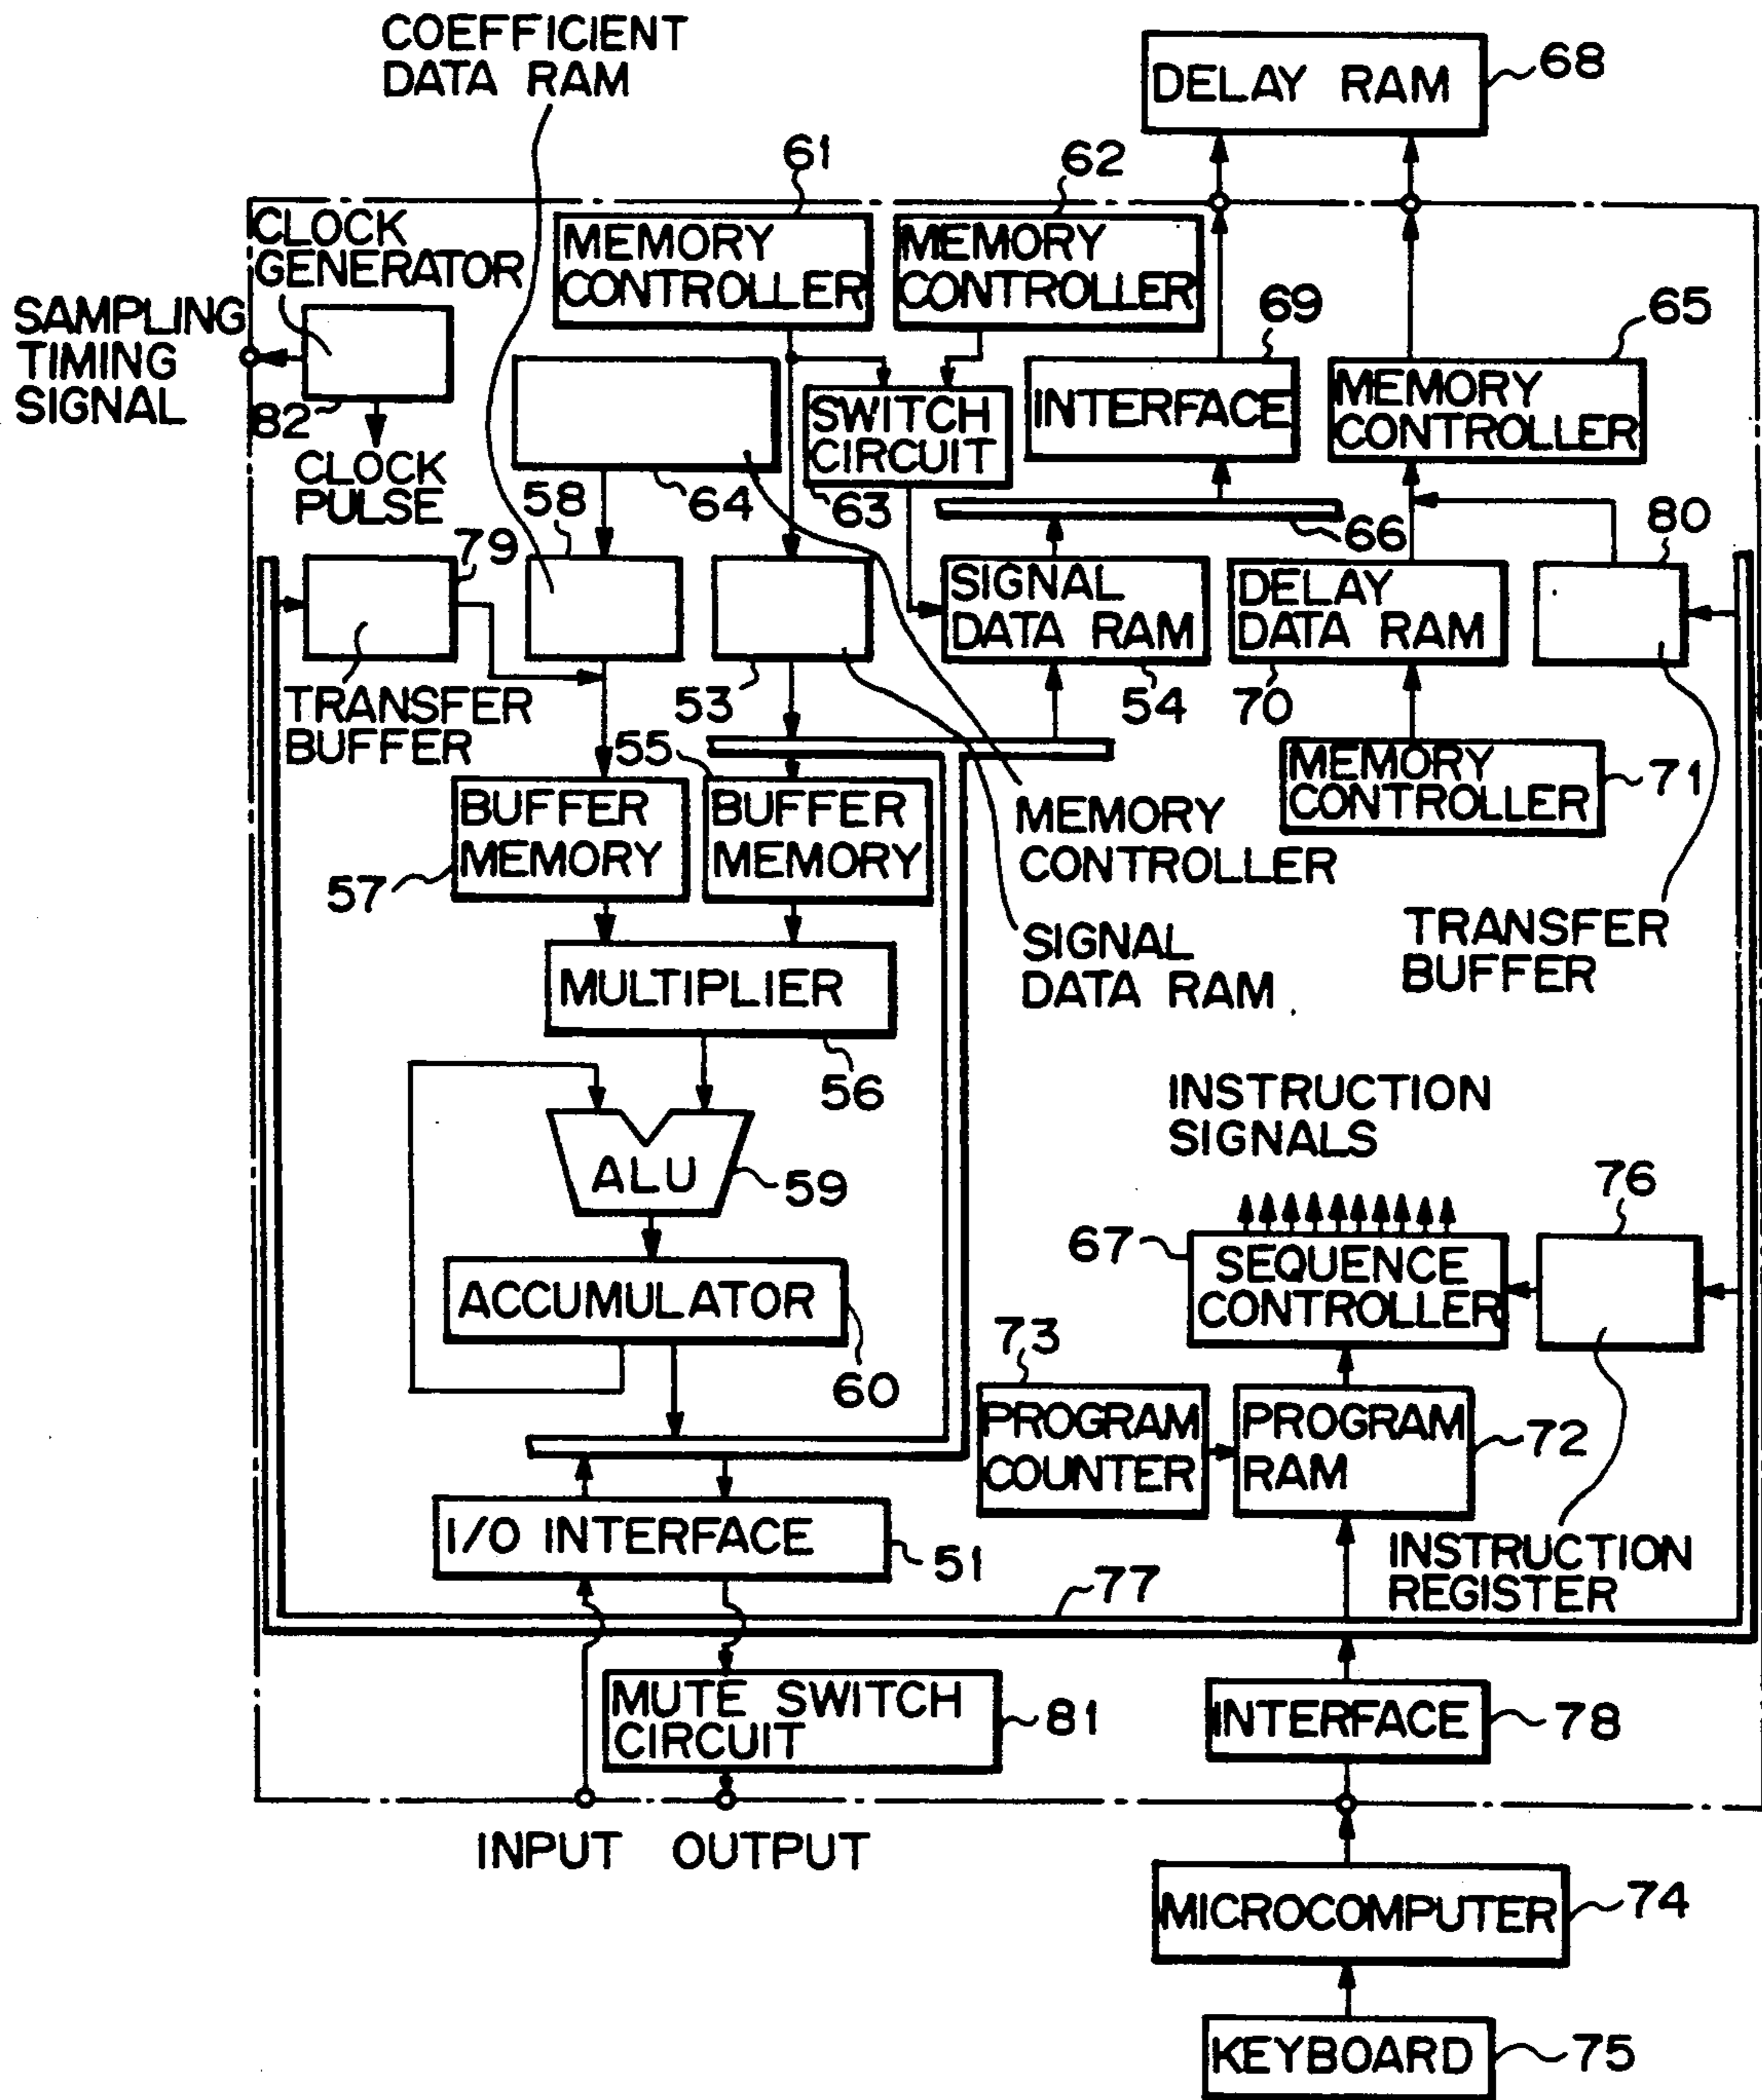 COEFFICIENT
DATA RAM
DELAY RAM
68
61
62
CLOCK
GENERATOR
MEMORY
CONTROLLER
MEMORY
CONTROLLER
SAMPLING
TIMING
SIGNAL
69
65
82
CLOCK
PULSE
SWITCH
CIRCUIT
INTERFACE
MEMORY
CONTROLLER
58
64
63
66
80
79
SIGNAL
DATA RAM
DELAY
DATA RAM
TRANSFER
BUFFER
53
54
70
55
MEMORY
CONTROLLER
71
BUFFER
MEMORY
BUFFER
MEMORY
57
MEMORY
CONTROLLER
TRANSFER
BUFFER
SIGNAL
DATA RAM
MULTIPLIER
56
INSTRUCTION
SIGNALS
ALU
59
76
67
SEQUENCE
CONTROLLER
ACCUMULATOR
60
73
PROGRAM
COUNTER
PROGRAM
RAM
72
I/O INTERFACE
51
INSTRUCTION
REGISTER
77
MUTE SWITCH
CIRCUIT
81
INTERFACE
78
INPUT OUTPUT
MICROCOMPUTER
74
KEYBOARD
75